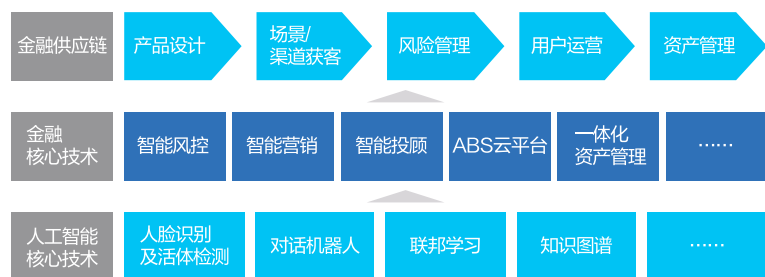 金融供应链
产品设计
场景/
渠道获客
风险管理
用户运营
资产管理
金融
核心技术
智能风控
智能营销
智能投顾
ABS云平台
一体化
资产管理
……
人工智能
核心技术
人脸识别
及活体检测
对话机器人
联邦学习
知识图谱
……